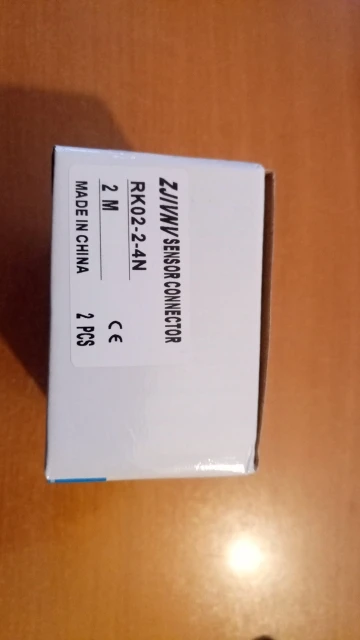 ZJIVNV SENSOR CONNECTOR
RK02-2-4N
2 M CE
MADE IN CHINA 2 PCS